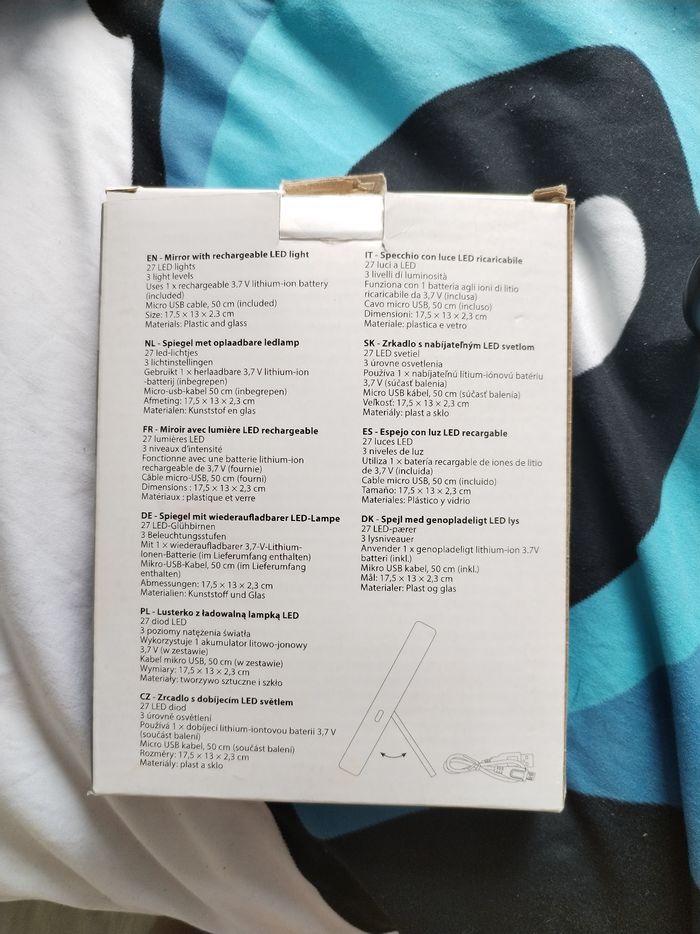 EN - Mirror with rechargeable LED light
27 LED lights
3 light levels
Uses 1 x rechargeable 3,7 V lithium-ion battery
(included)
Micro USB cable, 50 cm (included)
Size: 17,5 × 13 × 2.3 cm
Materials: Plastic and glass
NL - Spiegel met oplaadbare ledlamp
27 led-lichtjes
3 lichtinstellingen
Gebruikt 1 × herlaadbare 3,7 V lithium-ion
-batterij (inbegrepen)
Micro-usb-kabel 50 cm (inbegrepen)
Afmeting: 17,5 × 13 × 2,3 cm
Materialen: Kunststof en glas
FR - Miroir avec lumière LED rechargeable
27 lumières LED
3 niveaux d'intensité
Fonctionne avec une batterie lithium-ion
rechargeable de 3,7 V (fournie)
Câble micro-USB, 50 cm (fourni)
Dimensions : 17,5 × 13 × 2,3 cm
Matériaux : plastique et verre
DE - Spiegel mit wiederaufladbarer LED-Lampe
27 LED-Glühbirnen
3 Beleuchtungsstufen
Mit 1 × wiederaufladbarer 3,7-V-Lithium-
Ionen-Batterie (im Lieferumfang enthalten)
Mikro-USB-Kabel, 50 cm (im Lieferumfang
enthalten)
Abmessungen: 17,5 × 13 × 2,3 cm
Materialien: Kunststoff und Glas
PL - Lusterko z ładowalną lampką LED
27 diod LED
3 poziomy natężenia światła
Wykorzystuje 1 akumulator litowo-jonowy
3,7 V (w zestawie)
Kabel mikro USB, 50 cm (w zestawie)
Wymiary: 17,5 × 13 × 2,3 cm
Materiały: tworzywo sztuczne i szkło
CZ - Zrcadlo s dobíjecím LED světlem
27 LED diod
3 úrovně osvětlení
Používá 1 × dobíjecí lithium-iontovou baterii 3,7 V
(součást balení)
Micro USB kabel, 50 cm (součást balení)
Rozměry: 17,5 × 13 × 2,3 cm
Materiály: plast a sklo
IT - Specchio con luce LED ricaricabile
27 luci a LED
3 livelli di luminosità
Funziona con 1 batteria agli ioni di litio
ricaricabile da 3,7 V (inclusa)
Cavo micro USB, 50 cm (incluso)
Dimensioni: 17,5 × 13 × 2,3 cm
Materiale: plastica e vetro
SK - Zrkadlo s nabíjateľným LED svetlom
27 LED svetiel
3 úrovne osvetlenia
Používa 1 × nabíjateľnú lítium-iónovú batériu
3,7 V (súčasť balenia)
Micro USB kábel, 50 cm (súčasť balenia)
Veľkosť: 17,5 × 13 × 2,3 cm
Materiály: plast a sklo
ES - Espejo con luz LED recargable
27 luces LED
3 niveles de luz
Utiliza 1 × batería recargable de iones de litio
de 3,7 V (incluida)
Cable micro USB, 50 cm (incluido)
Tamaño: 17,5 × 13 × 2,3 cm
Materiales: Plástico y vidrio
DK - Spejl med genopladeligt LED lys
27 LED-pærer
3 lysniveauer
Anvender 1 x genopladeligt lithium-ion 3.7V
batteri (inkl.)
Mikro USB kabel, 50 cm (inkl.)
Mål: 17,5 × 13 × 2,3 cm
Materialer: Plast og glas